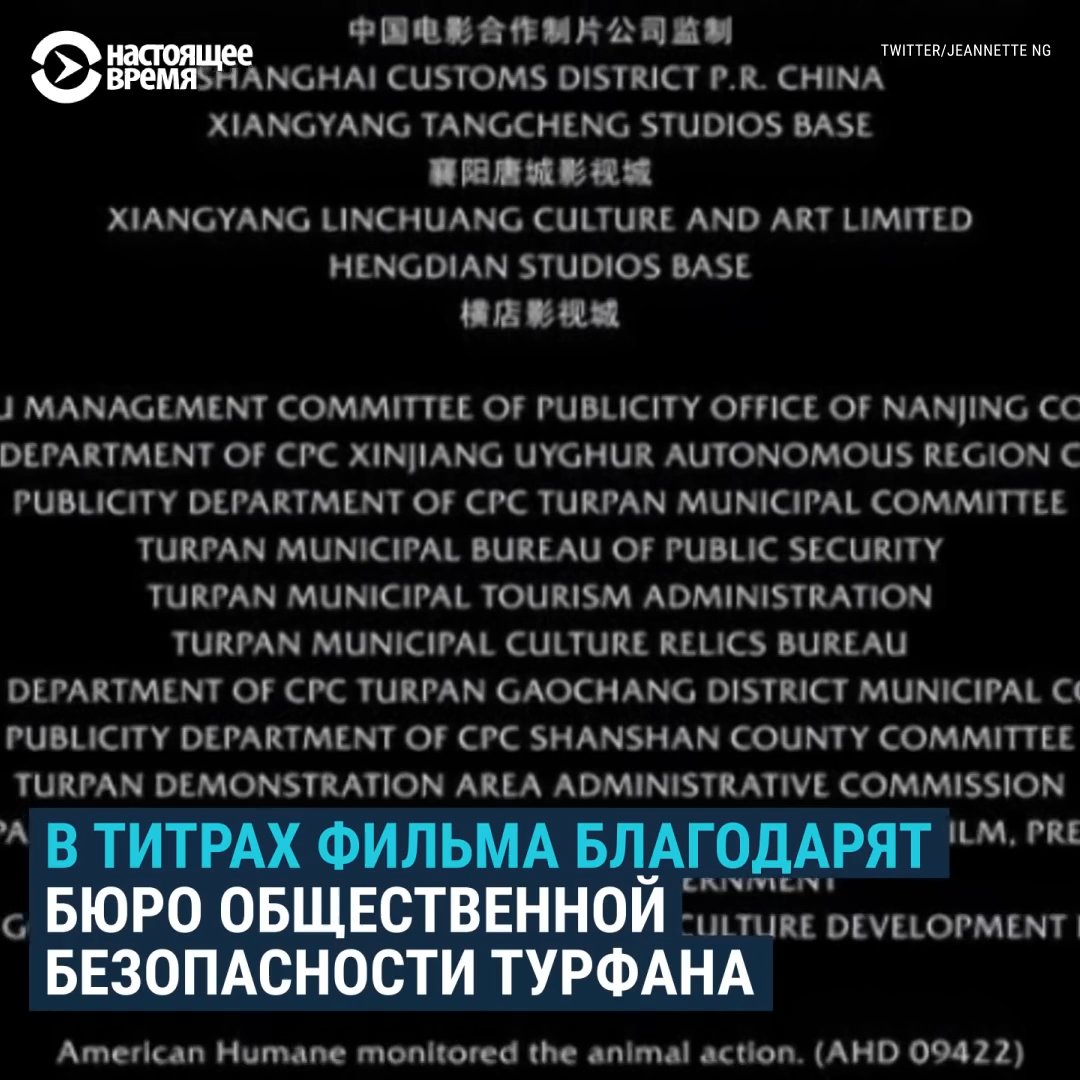 中国电影合作制片公司监制
НАСТОЯЩЕЕ
ВРЕМЯ
TWITTER/JEANNETTE NG
SHANGHAI CUSTOMS DISTRICT P.R. CHINA
XIANGYANG TANGCHENG STUDIOS BASE
襄阳唐城影视城
XIANGYANG LINCHUANG CULTURE AND ART LIMITED
HENGDIAN STUDIOS BASE
横店影视城
MANAGEMENT COMMITTEE OF PUBLICITY OFFICE OF NANJING
DEPARTMENT OF CPC XINJIANG UYGHUR AUTONOMOUS REGION
PUBLICITY DEPARTMENT OF CPC TURPAN MUNICIPAL COMMITTEE
TURPAN MUNICIPAL BUREAU OF PUBLIC SECURITY
TURPAN MUNICIPAL TOURISM ADMINISTRATION
TURPAN MUNICIPAL CULTURE RELICS BUREAU
DEPARTMENT OF CPC TURPAN GAOCHANG DISTRICT MUNICIPAL
PUBLICITY DEPARTMENT OF CPC SHANSHAN COUNTY COMMITTEE
TURPAN DEMONSTRATION AREA ADMINISTRATIVE COMMISSION
В ТИТРАХ ФИЛЬМА БЛАГОДАРЯТ
БЮРО ОБЩЕСТВЕННОЙ
CULTURE DEVELOPMENT
БЕЗОПАСНОСТИ ТУРФАНА
American Humane monitored the animal action. (AHD 09422)